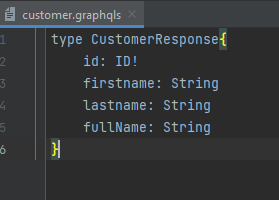 customer.graphqls
1 type CustomerResponse{
2 id: ID!
3 firstname: String
4 lastname: String
5 fullName: String
6 }